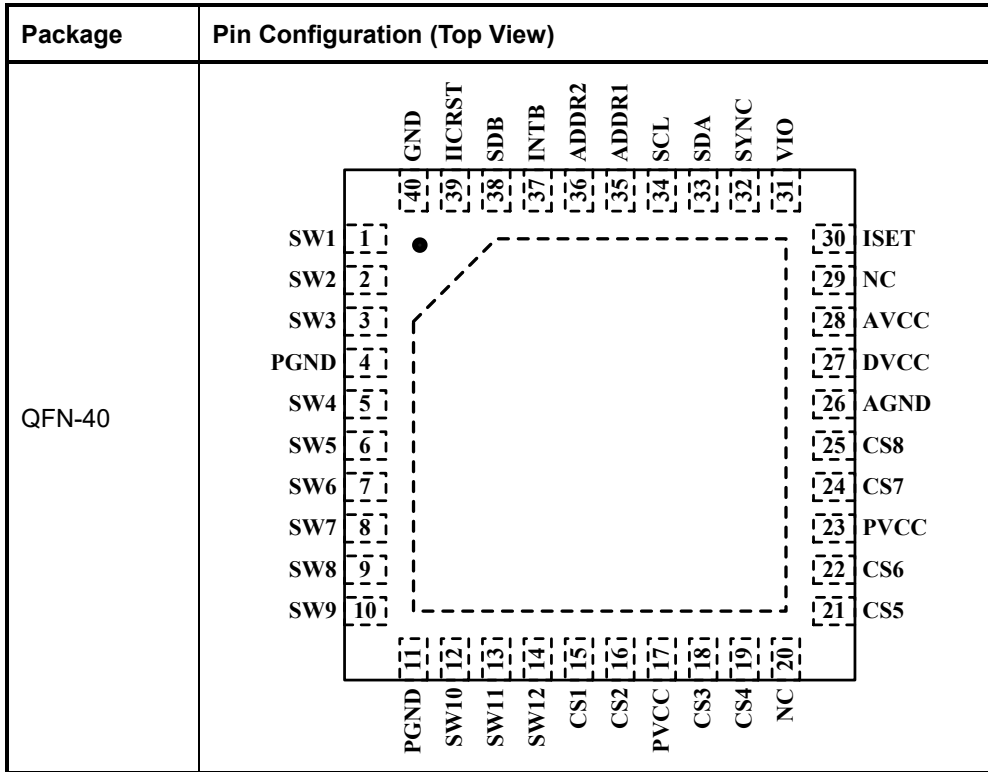 Package
Pin Configuration (Top View)
QFN-40
GND
IICRST
SDB
INTB
ADDR2
ADDR1
SCL
SDA
SYNC
VIO
40
39
38
37
36
35
34
33
32
31
SW1 1
SW2 2
SW3 3
PGND 4
SW4 5
SW5 6
SW6 7
SW7 8
SW8 9
SW9 10
30 ISET
29 NC
28 AVCC
27 DVCC
26 AGND
25 CS8
24 CS7
23 PVCC
22 CS6
21 CS5
11
12
13
14
15
16
17
18
19
20
PGND
SW10
SW11
SW12
CS1
CS2
PVCC
CS3
CS4
NC